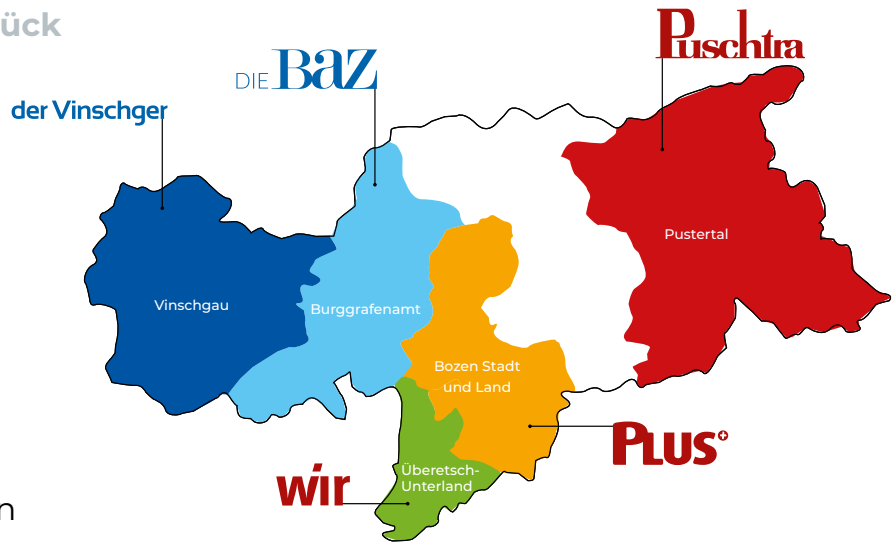 ück
Puschtra
DIE BaZ
der Vinschger
Pustertal
Vinschgau
Burggrafenamt
Bozen Stadt
und Land
PLUS+
Überetsch-
Unterland
wir
n